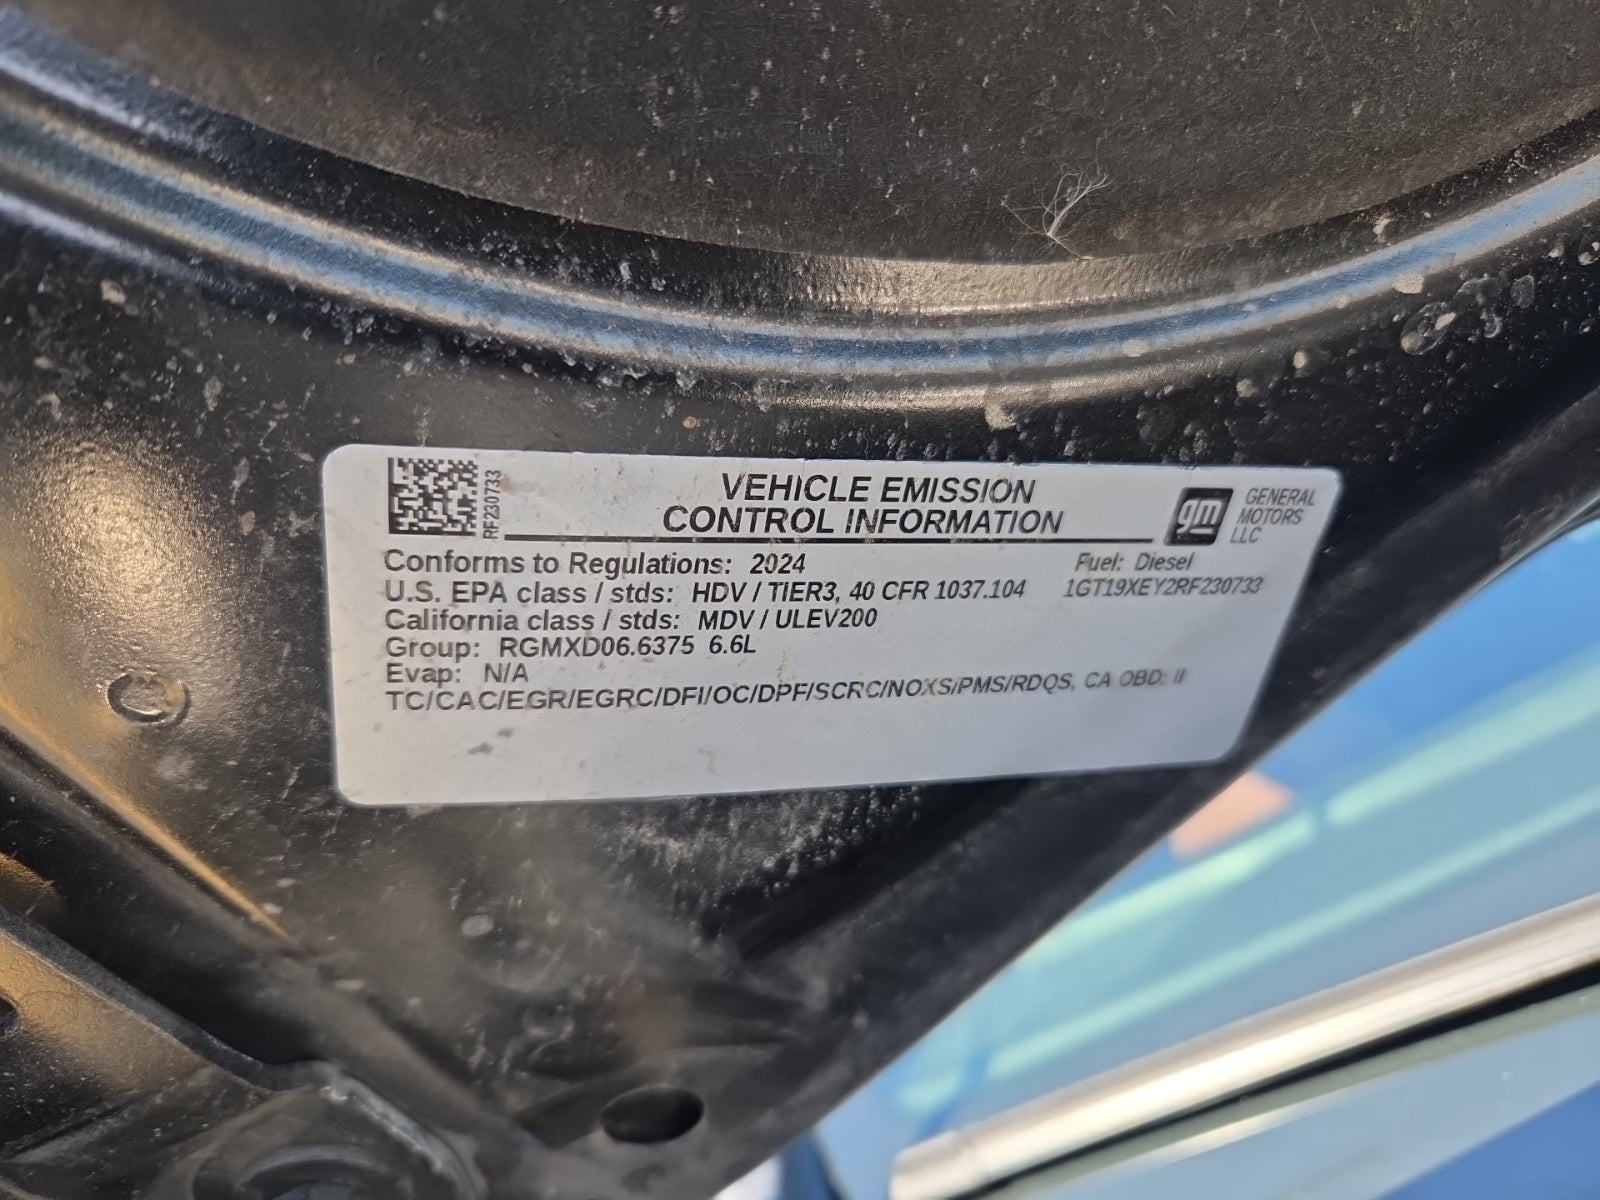 RF230733
VEHICLE EMISSION
CONTROL INFORMATION
gm
GENERAL
MOTORS
LLC
Conforms to Regulations: 2024
Fuel: Diesel
U.S. EPA class / stds: HDV / TIER3, 40 CFR 1037.104
1GT19XEY2RF230733
California class / stds: MDV / ULEV200
Group: RGMXD06.6375 6.6L
Evap: N/A
TC/CAC/EGR/EGRC/DFI/OC/DPF/SCRC/NOXS/PMS/RDQS, CA OBD: II